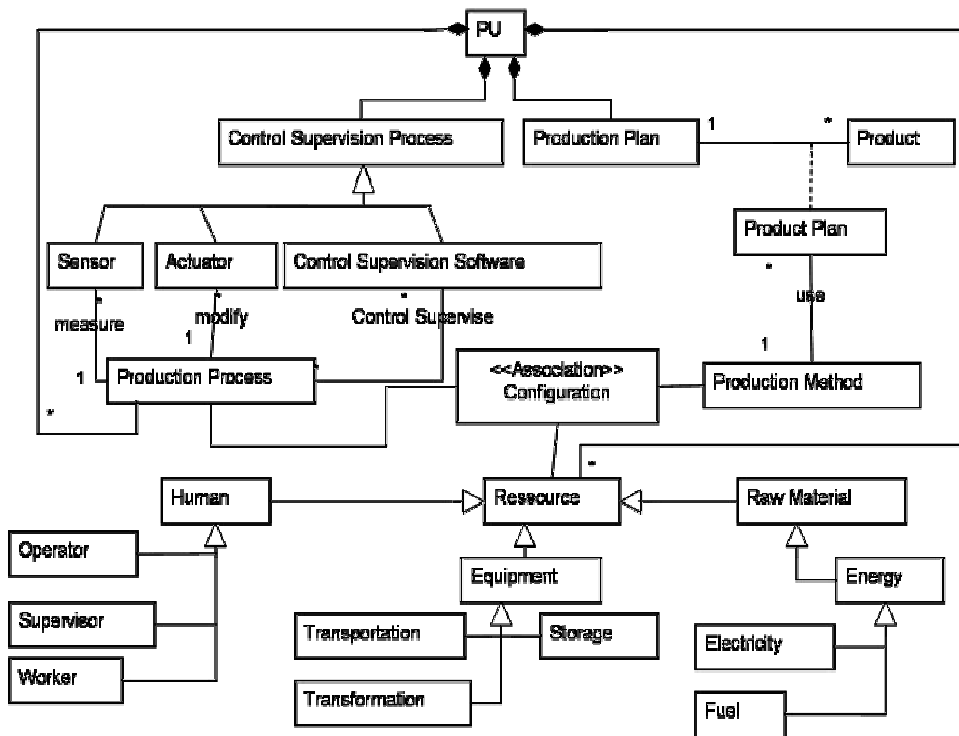 PU
Control Supervision Process
Production Plan
1
*
Product
Product Plan
Sensor
Actuator
Control Supervision Software
*
*
*
*
measure
modify
Control Supervise
use
1
1
1
Production Process
*
<<Association>>
Configuration
Production Method
*
*
Human
Ressource
Raw Material
Operator
Equipment
Energy
Supervisor
Transportation
Storage
Electricity
Worker
Transformation
Fuel